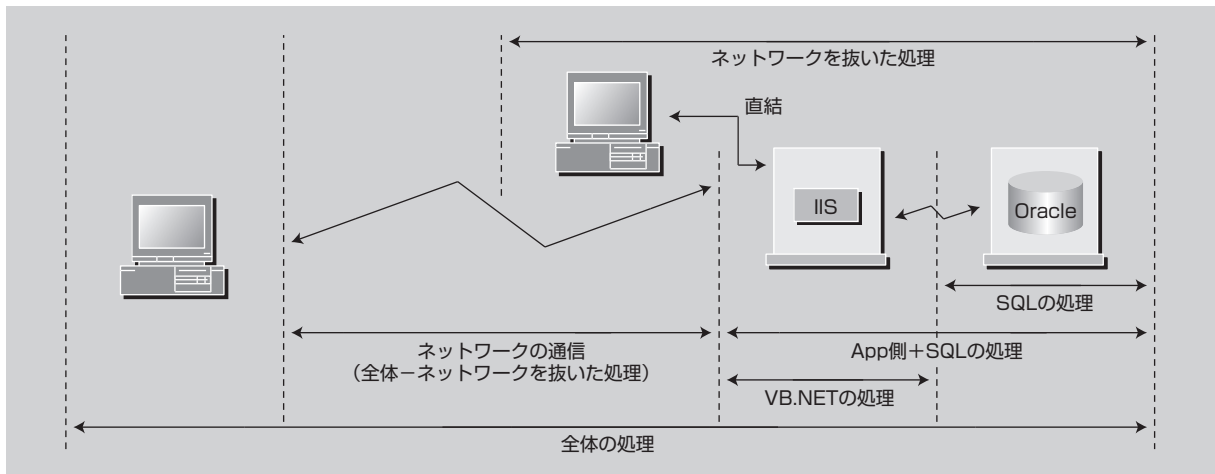 ネットワークを抜いた処理
直結
IIS
Oracle
SQLの処理
ネットワークの通信
（全体－ネットワークを抜いた処理）
App側＋SQLの処理
VB.NETの処理
全体の処理